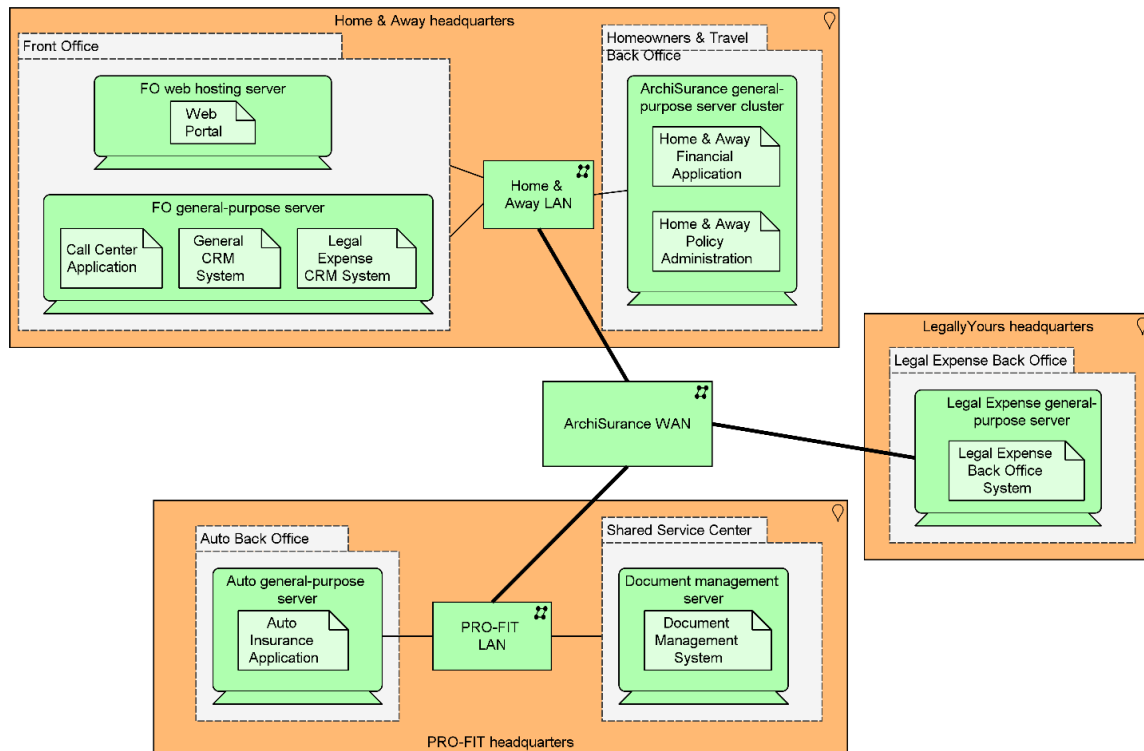 Home & Away headquarters
Front Office
FO web hosting server
Web
Portal
FO general-purpose server
Call Center
Application
General
CRM
System
Legal
Expense
CRM System
Home &
Away LAN
Homeowners & Travel
Back Office
ArchiSurance general-
purpose server cluster
Home & Away
Financial
Application
Home & Away
Policy
Administration
ArchiSurance WAN
LegallyYours headquarters
Legal Expense Back Office
Legal Expense general-
purpose server
Legal Expense
Back Office
System
Auto Back Office
Auto general-purpose
server
Auto
Insurance
Application
PRO-FIT
LAN
Shared Service Center
Document management
server
Document
Management
System
PRO-FIT headquarters